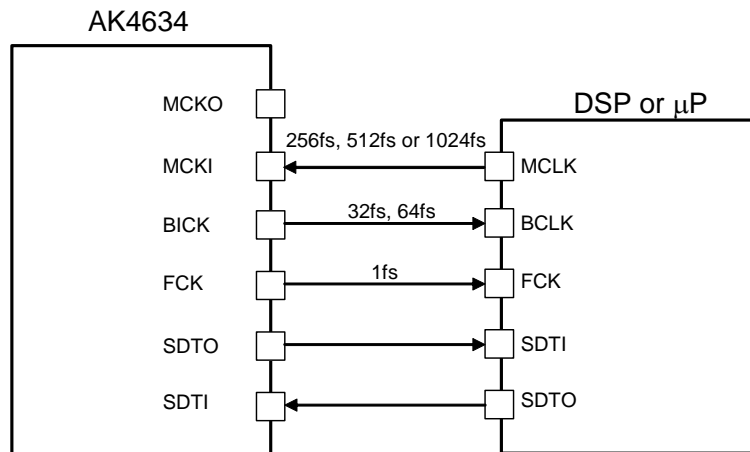 AK4634
DSP or μP
MCKO
256fs, 512fs or 1024fs
MCKI
MCLK
32fs, 64fs
BICK
BCLK
1fs
FCK
FCK
SDTO
SDTI
SDTI
SDTO